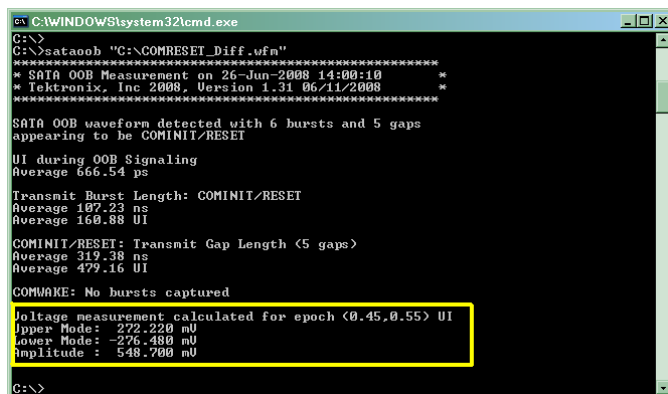 C:\WINDOWS\system32\cmd.exe
C:\>
C:\>sataoob "C:\COMRESET_Diff.wfm"
*****************************************************
* SATA OOB Measurement on 26-Jun-2008 14:00:10 *
* Tektronix, Inc 2008, Version 1.31 06/11/2008 *
*****************************************************
SATA OOB waveform detected with 6 bursts and 5 gaps
appearing to be COMINIT/RESET
UI during OOB Signaling
Average 666.54 ps
Transmit Burst Length: COMINIT/RESET
Average 107.23 ns
Average 160.88 UI
COMINIT/RESET: Transmit Gap Length (5 gaps)
Average 319.38 ns
Average 479.16 UI
COMWAKE: No bursts captured
Voltage measurement calculated for epoch (0.45,0.55) UI
Upper Mode: 272.220 mV
Lower Mode: -276.480 mV
Amplitude : 548.700 mV
C:\>